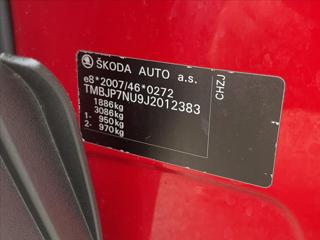 ŠKODA AUTO a.s.
e8*2007/46*0272
TMBJP7NU9J2012383
1886kg
3086kg
1- 950kg
2- 970kg
CHZJ